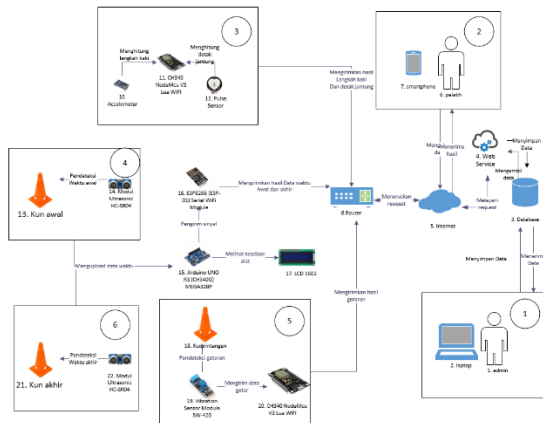 3
Menghitung
langkah kaki
Menghitung
detak
jantung
11. CH340
NodeMcu V3
Lua WIFI
10.
Accelometer
12. Pulse
Sensor
2
7. smartphone
6. pelatih
Mengirimkan hasil
Langkah kaki
Dan detak jantung
Menerima
hasil
4. Web
Service
Menyimpan
Data
Mengambil
data
4
Pendeteksi
Waktu awal
14. Modul
Ultrasonic
HC-SR04
13. Kun awal
16. ESP8266 (ESP-
01) Serial Wifi
Module
Mengirimkan hasil Data waktu
Awal dan akhir
8.Router
Meneruskan
request
5. Internet
Melayani
request
3. Database
Pengirim sinyal
Melihat keadaan
alat
15. Arduino UNO
R3 (CH340G)
MEGA328P
17. LCD 1602
Mengupload data waktu
Mengirimkan hasil
getaran
Menyimpan Data
Menerima
Data
6
Pendeteksi
Waktu akhir
21. Kun akhir
22. Modul
Ultrasonic
HC-SR04
5
Pendeteksi getaran
19. Vibration
Sensor Module
SW-420
Mengirim data
getar
20. CH340 NodeMcu
V3 Lua WIFI
1
2. laptop
1. admin